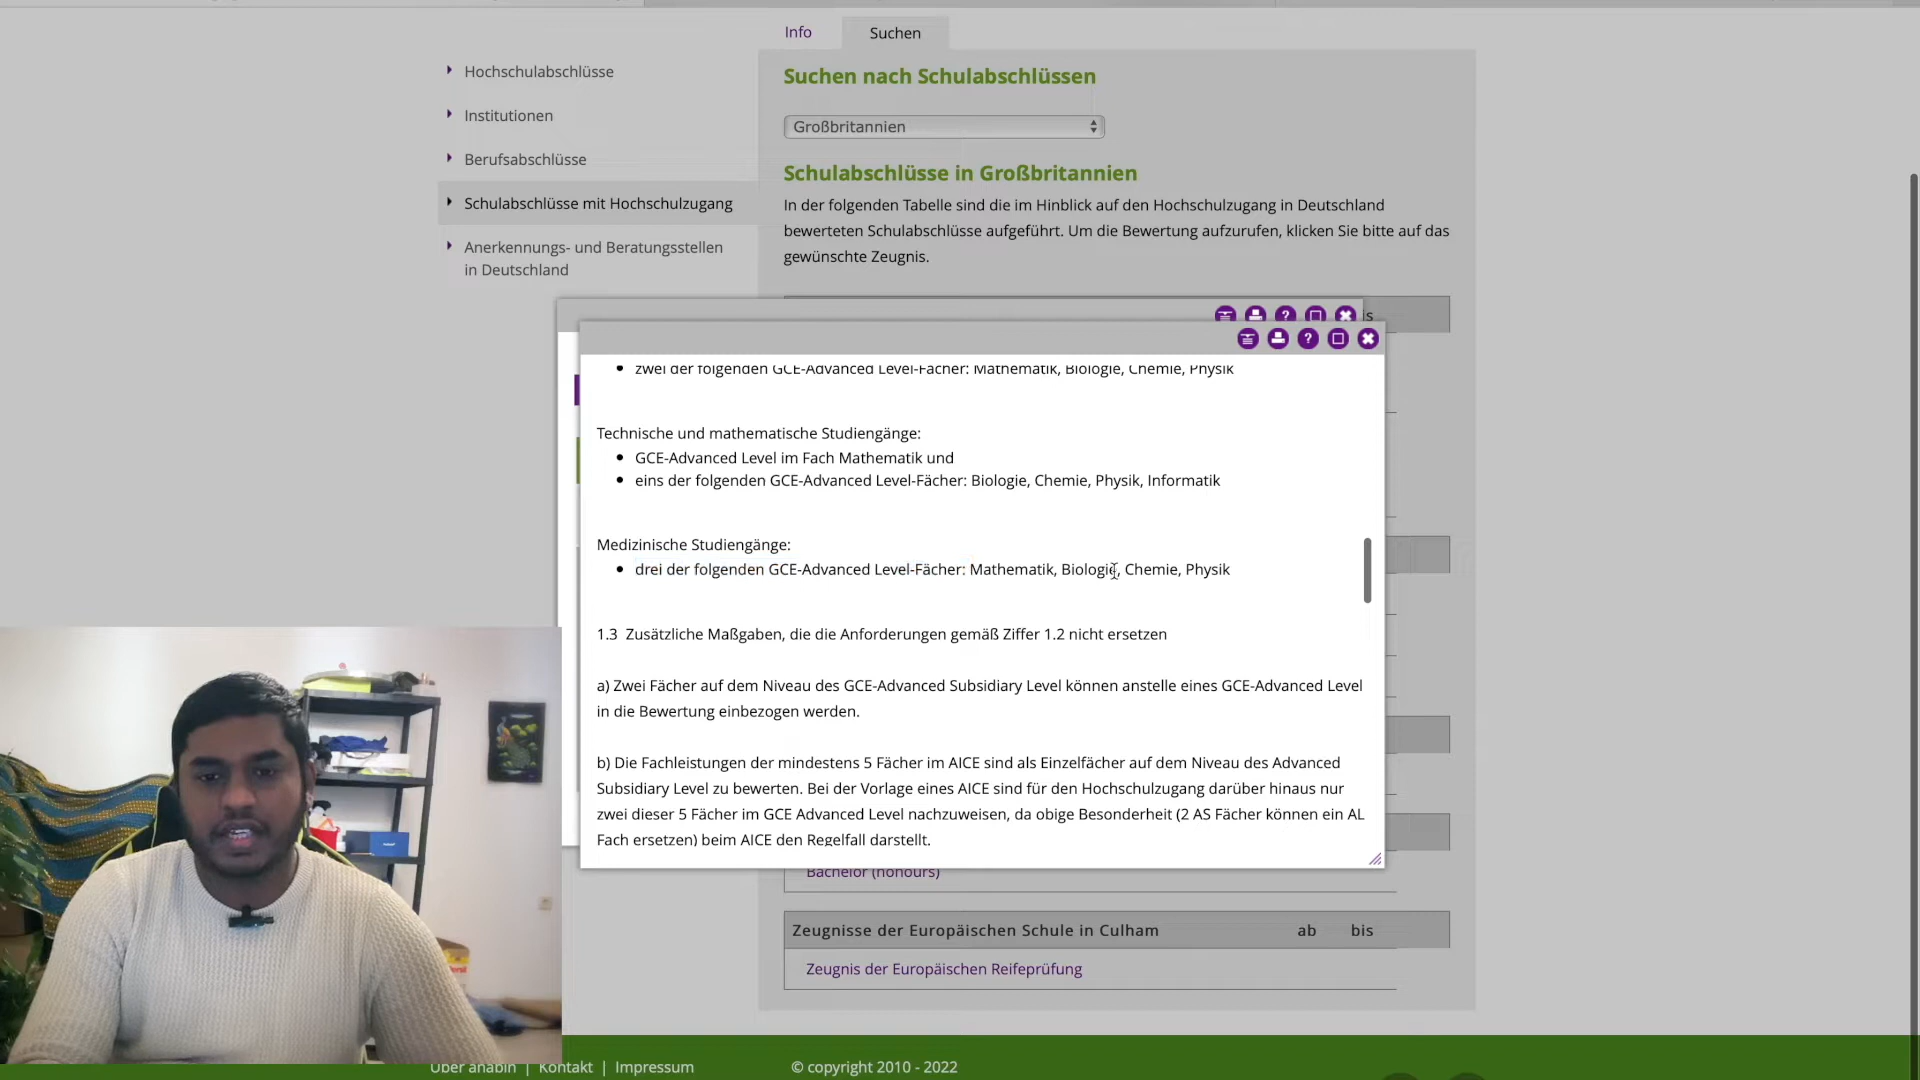 Info
Suchen
Hochschulabschlüsse
Institutionen
Berufsabschlüsse
Schulabschlüsse mit Hochschulzugang
Anerkennungs- und Beratungsstellen
in Deutschland
Suchen nach Schulabschlüssen
Großbritannien
Schulabschlüsse in Großbritannien
In der folgenden Tabelle sind die im Hinblick auf den Hochschulzugang in Deutschland
bewerteten Schulabschlüsse aufgeführt. Um die Bewertung aufzurufen, klicken Sie bitte auf das
gewünschte Zeugnis.
zwei der folgenden GCE-Advanced Level-Fächer: Mathematik, Biologie, Chemie, Physik
Technische und mathematische Studiengänge:
GCE-Advanced Level im Fach Mathematik und
eins der folgenden GCE-Advanced Level-Fächer: Biologie, Chemie, Physik, Informatik
Medizinische Studiengänge:
drei der folgenden GCE-Advanced Level-Fächer: Mathematik, Biologie, Chemie, Physik
1.3 Zusätzliche Maßgaben, die die Anforderungen gemäß Ziffer 1.2 nicht ersetzen
a) Zwei Fächer auf dem Niveau des GCE-Advanced Subsidiary Level können anstelle eines GCE-Advanced Level
in die Bewertung einbezogen werden.
b) Die Fachleistungen der mindestens 5 Fächer im AICE sind als Einzelfächer auf dem Niveau des Advanced
Subsidiary Level zu bewerten. Bei der Vorlage eines AICE sind für den Hochschulzugang darüber hinaus nur
zwei dieser 5 Fächer im GCE Advanced Level nachzuweisen, da obige Besonderheit (2 AS Fächer können ein AL
Fach ersetzen) beim AICE den Regelfall darstellt.
Bachelor (honours)
Zeugnisse der Europäischen Schule in Culham ab bis
Zeugnis der Europäischen Reifeprüfung
Über anabin | Kontakt | Impressum
© copyright 2010 - 2022